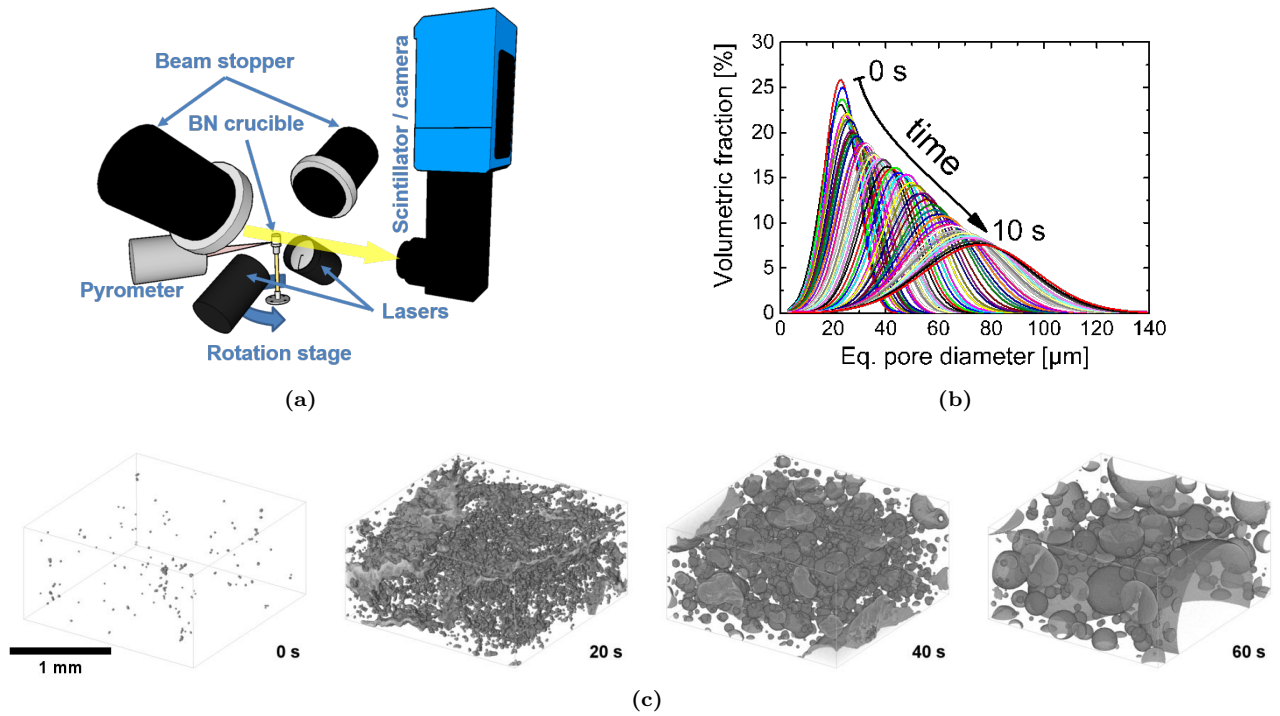 Beam stopper
BN crucible
Scintillator / camera
Pyrometer
Lasers
Rotation stage
(a)
30
25
20
15
10
5
0
Volumetric fraction [%]
0 s
time
10 s
0 20 40 60 80 100 120 140
Eq. pore diameter [µm]
(b)
1 mm
0 s
20 s
40 s
60 s
(c)